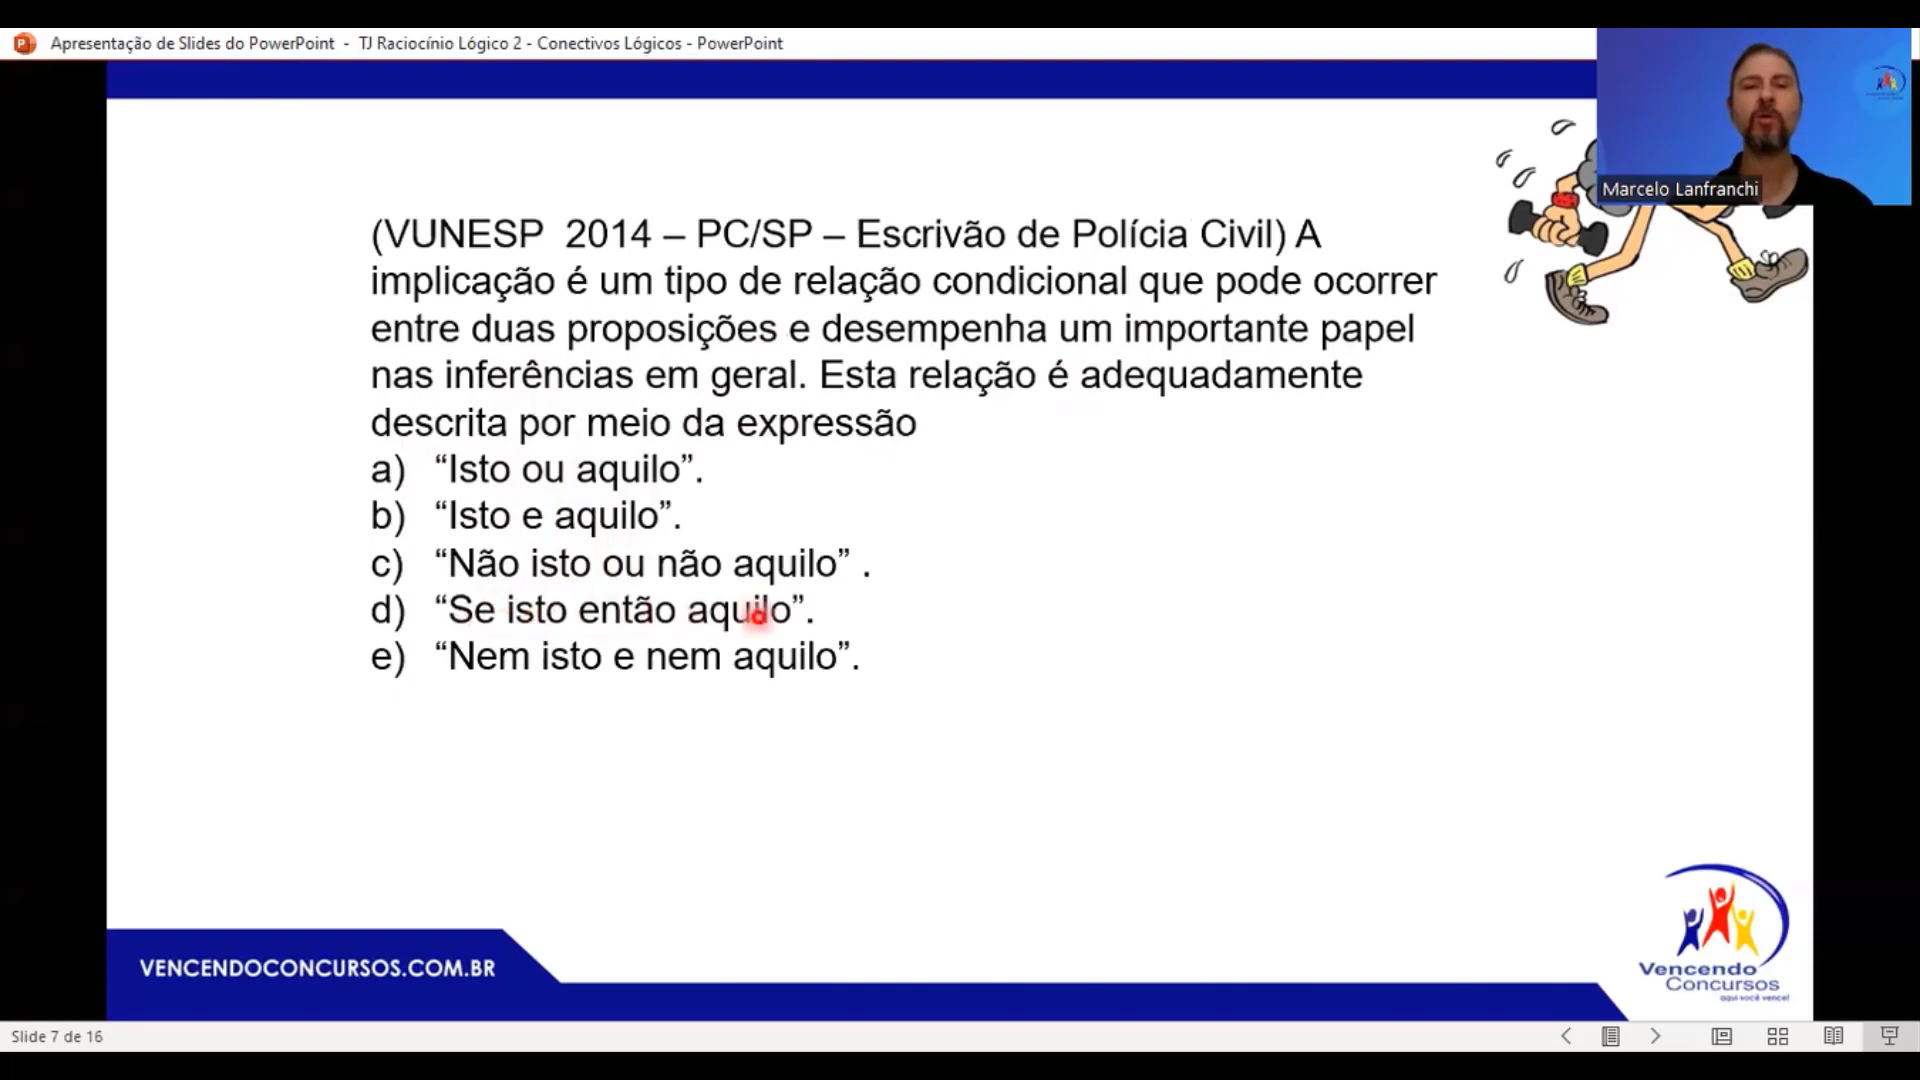 Apresentação de Slides do PowerPoint - TJ Raciocínio Lógico 2 - Conectivos Lógicos - PowerPoint
Marcelo Lanfranchi
(VUNESP 2014 – PC/SP – Escrivão de Polícia Civil) A
implicação é um tipo de relação condicional que pode ocorrer
entre duas proposições e desempenha um importante papel
nas inferências em geral. Esta relação é adequadamente
descrita por meio da expressão
a) “Isto ou aquilo”.
b) “Isto e aquilo”.
c) “Não isto ou não aquilo” .
d) “Se isto então aquilo”.
e) “Nem isto e nem aquilo”.
VENCENDOCONCURSOS.COM.BR
Vencendo
Concursos
aqui você vence!
Slide 7 de 16